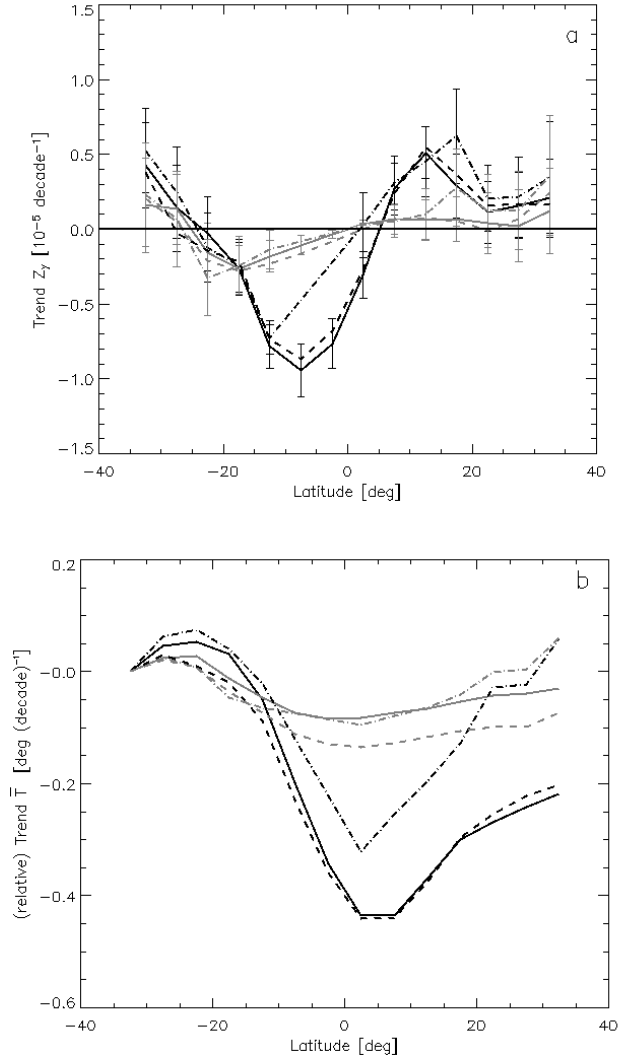 a
1.5
1.0
0.5
0.0
−0.5
−1.0
−1.5
Trend Zy [10⁻⁵ decade⁻¹]
−40 −20 0 20 40
Latitude [deg]
b
0.2
−0.0
−0.2
−0.4
−0.6
(relative) Trend T̅ [deg (decade)⁻¹]
−40 −20 0 20 40
Latitude [deg]